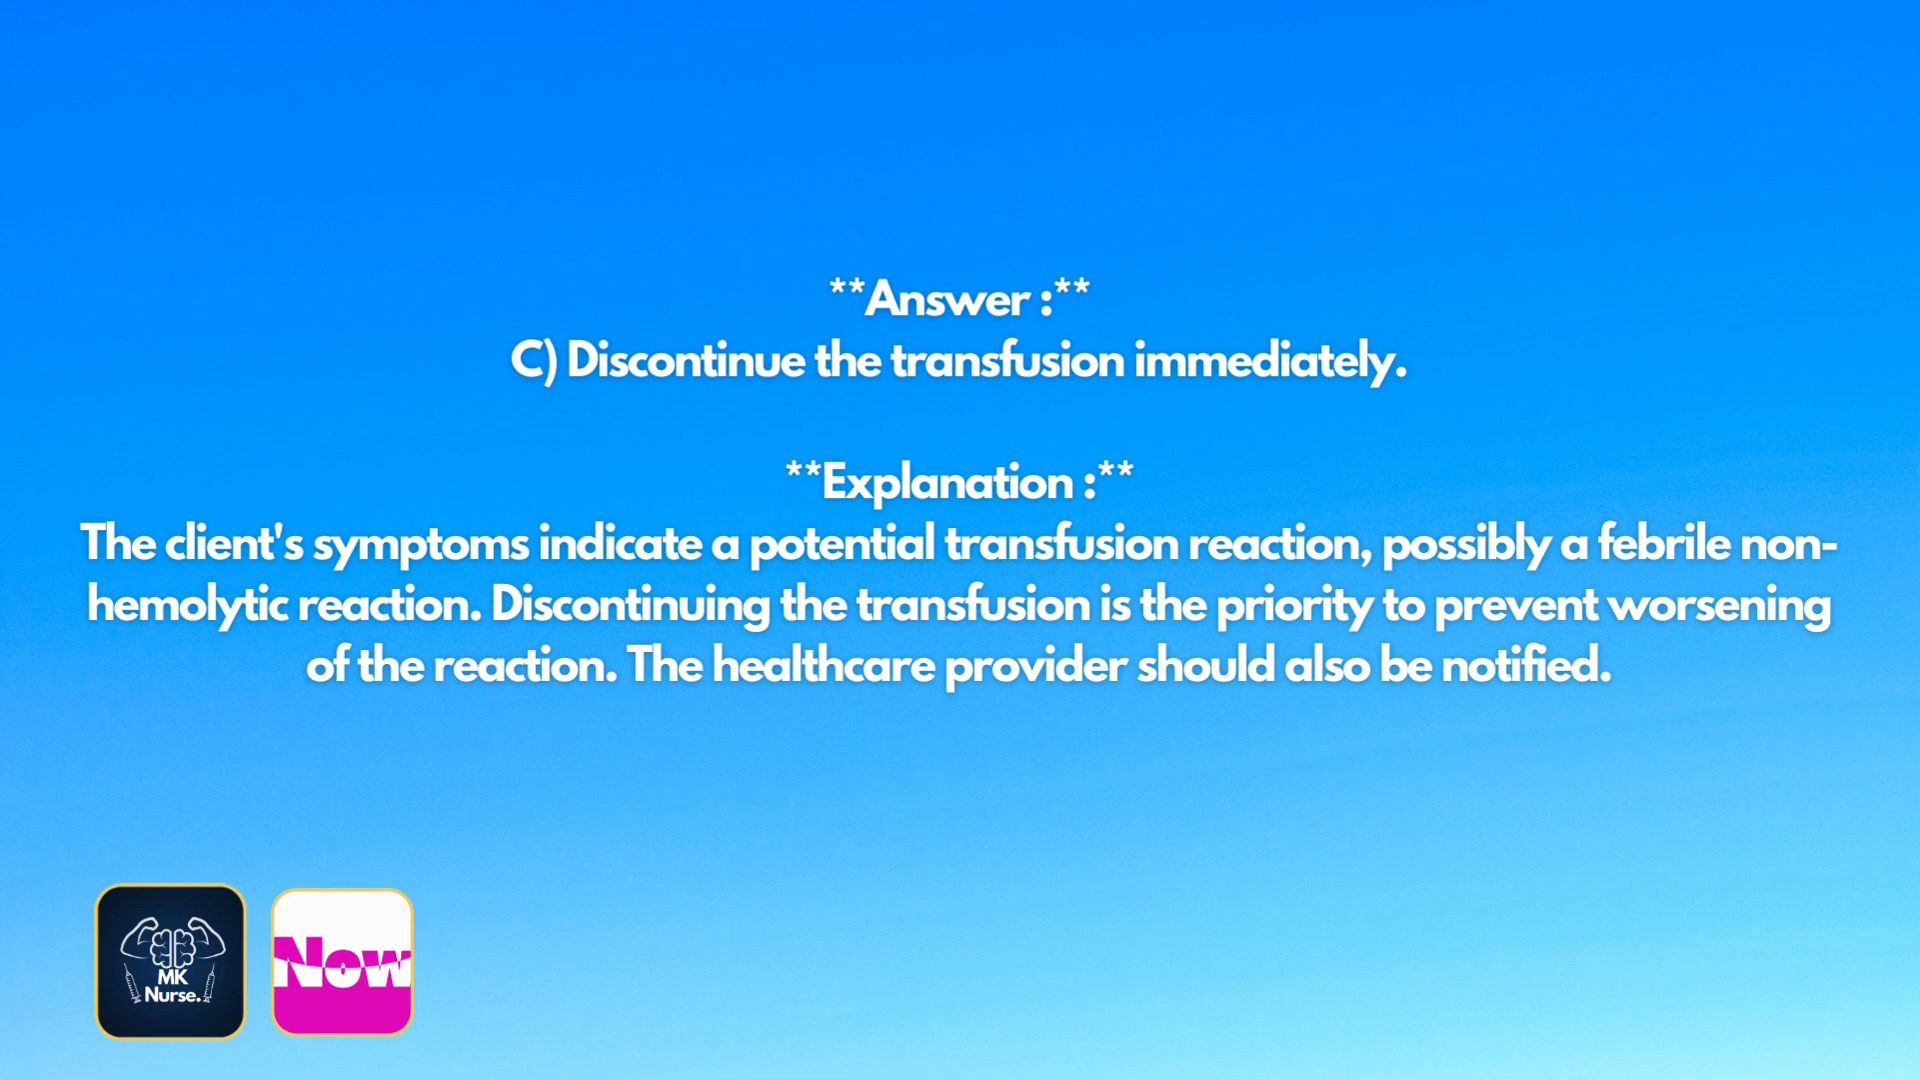 **Answer :**
C) Discontinue the transfusion immediately.
**Explanation :**
The client's symptoms indicate a potential transfusion reaction, possibly a febrile non-
hemolytic reaction. Discontinuing the transfusion is the priority to prevent worsening
of the reaction. The healthcare provider should also be notified.
MK
Nurse.
Now